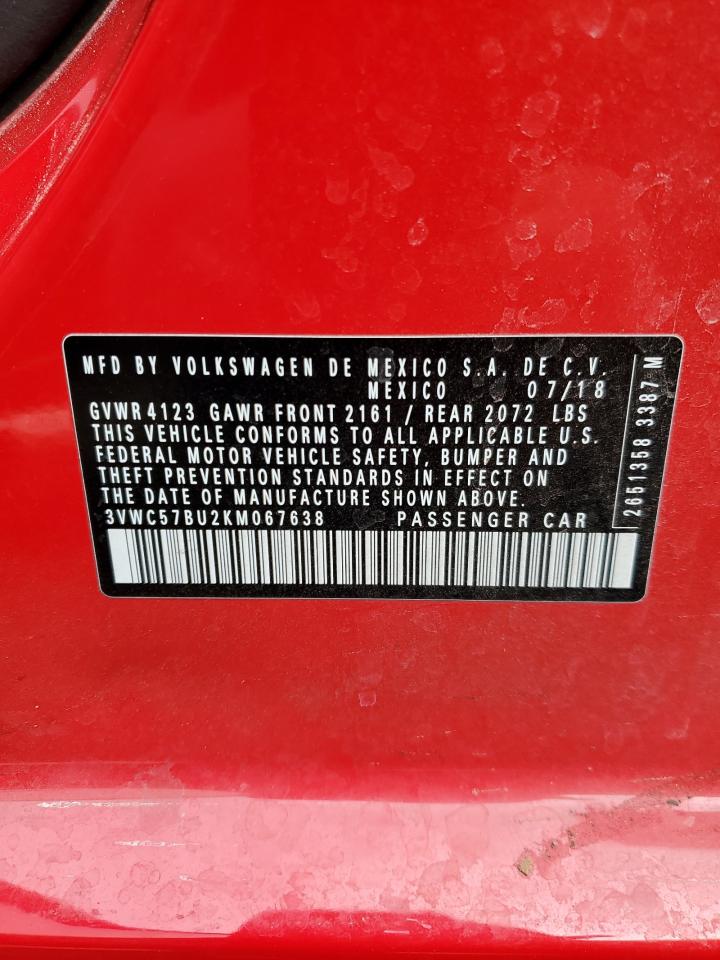 MFD BY VOLKSWAGEN DE MEXICO S.A. DE C.V.
MEXICO 07/18
GVWR 4123 GAWR FRONT 2161 / REAR 2072 LBS
THIS VEHICLE CONFORMS TO ALL APPLICABLE U.S.
FEDERAL MOTOR VEHICLE SAFETY, BUMPER AND
THEFT PREVENTION STANDARDS IN EFFECT ON
THE DATE OF MANUFACTURE SHOWN ABOVE.
3VWC57BU2KM067638 PASSENGER CAR
2651358 3387 M